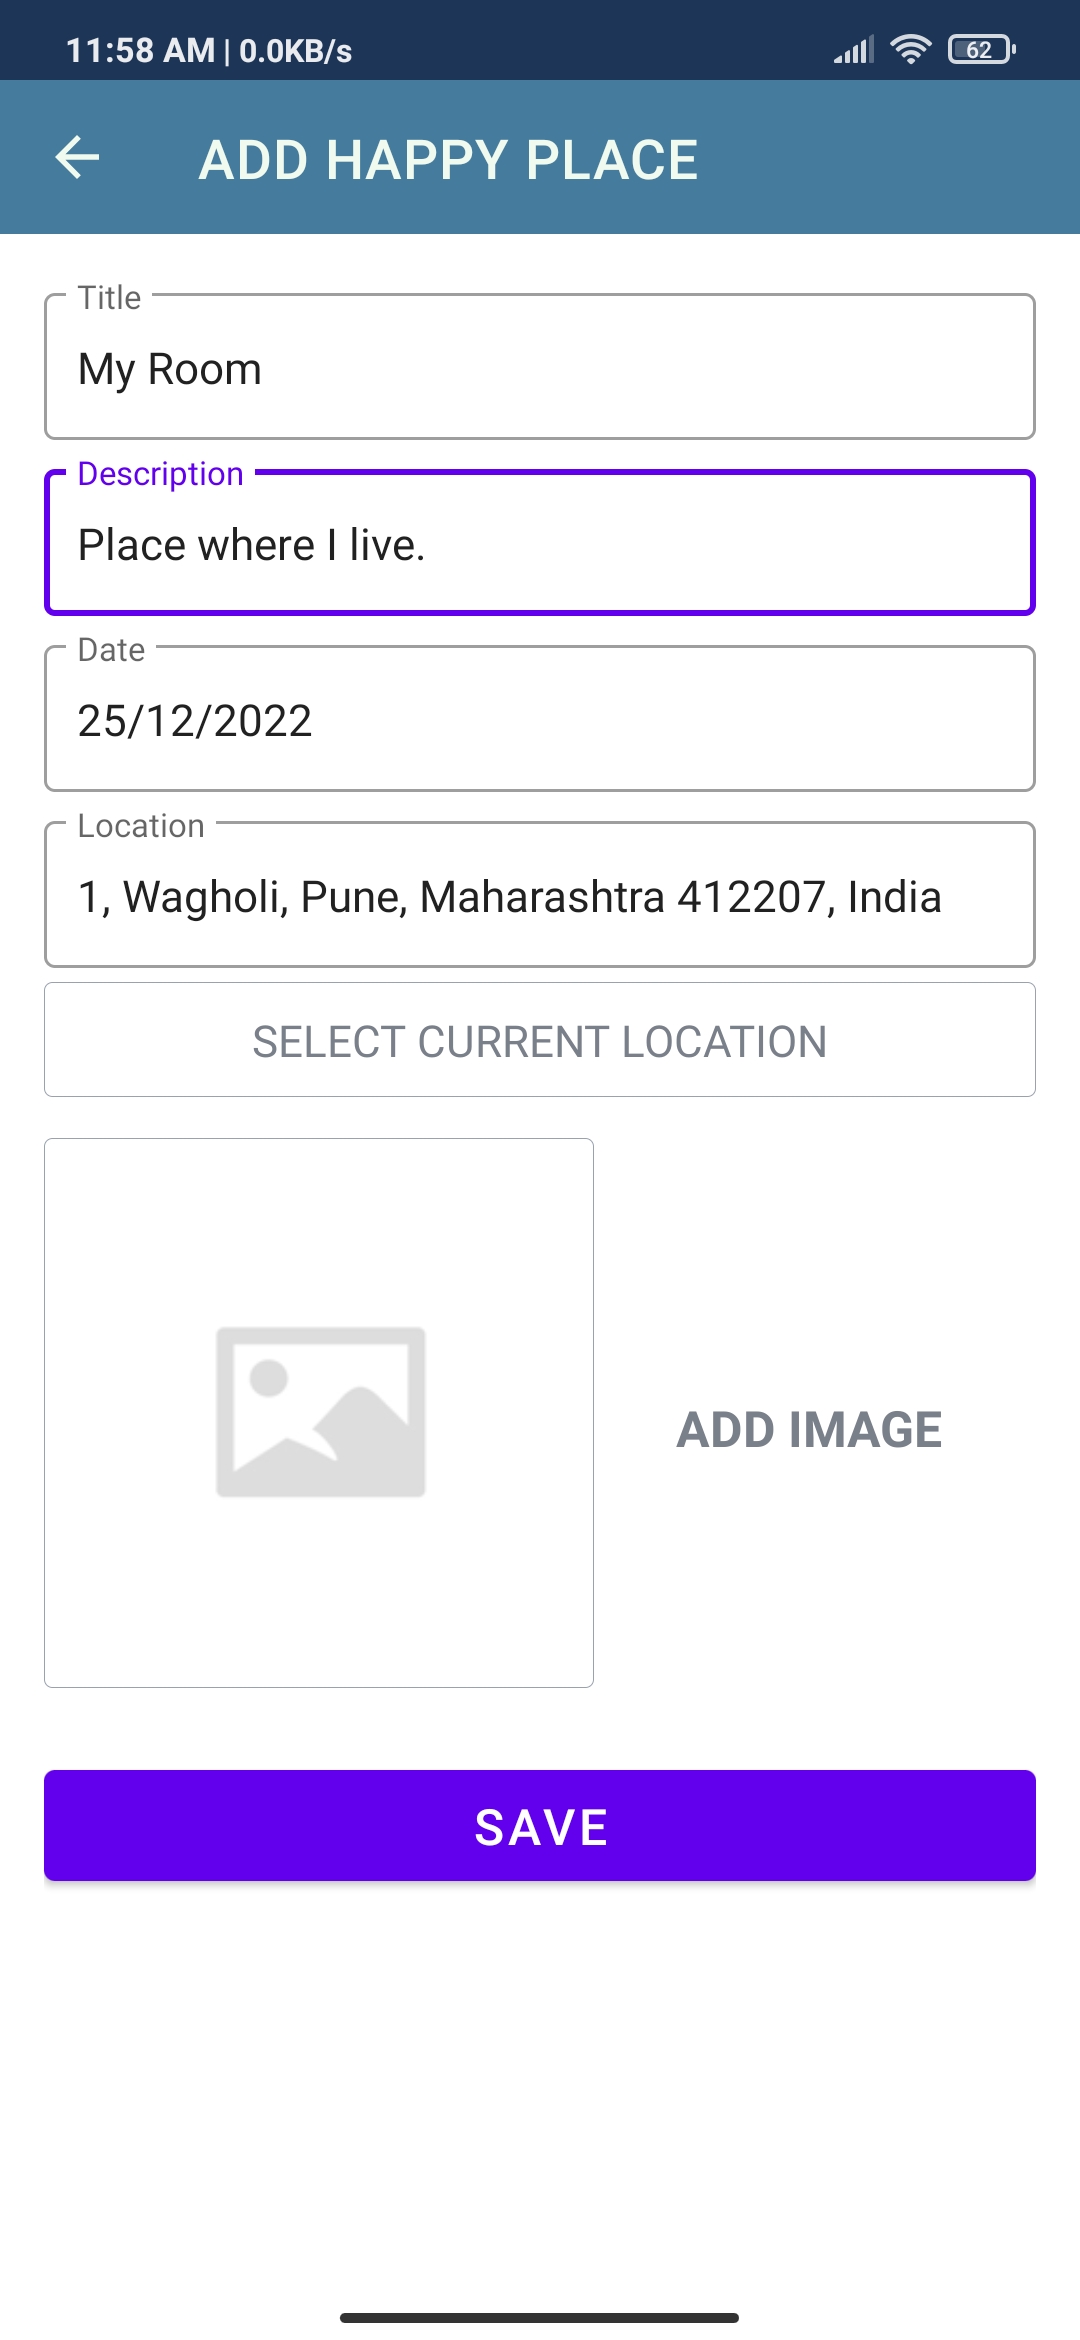 11:58 AM | 0.0KB/s 62
ADD HAPPY PLACE
Title
My Room
Description
Place where I live.
Date
25/12/2022
Location
1, Wagholi, Pune, Maharashtra 412207, India
SELECT CURRENT LOCATION
ADD IMAGE
SAVE